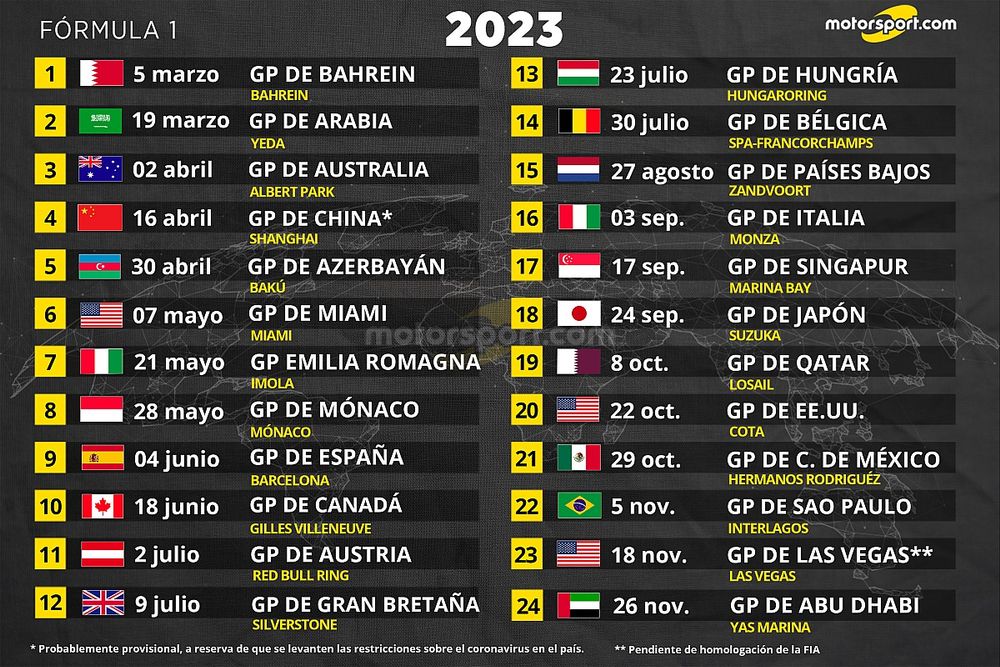 FÓRMULA 1
2023
motorsport.com
1 5 marzo GP DE BAHREIN
BAHREIN
2 19 marzo GP DE ARABIA
YEDA
3 02 abril GP DE AUSTRALIA
ALBERT PARK
4 16 abril GP DE CHINA*
SHANGHAI
5 30 abril GP DE AZERBAYÁN
BAKÚ
6 07 mayo GP DE MIAMI
MIAMI
7 21 mayo GP EMILIA ROMAGNA
IMOLA
8 28 mayo GP DE MÓNACO
MÓNACO
9 04 junio GP DE ESPAÑA
BARCELONA
10 18 junio GP DE CANADÁ
GILLES VILLENEUVE
11 2 julio GP DE AUSTRIA
RED BULL RING
12 9 julio GP DE GRAN BRETAÑA
SILVERSTONE
13 23 julio GP DE HUNGRÍA
HUNGARORING
14 30 julio GP DE BÉLGICA
SPA-FRANCORCHAMPS
15 27 agosto GP DE PAÍSES BAJOS
ZANDVOORT
16 03 sep. GP DE ITALIA
MONZA
17 17 sep. GP DE SINGAPUR
MARINA BAY
18 24 sep. GP DE JAPÓN
SUZUKA
19 8 oct. GP DE QATAR
LOSAIL
20 22 oct. GP DE EE.UU.
COTA
21 29 oct. GP DE C. DE MÉXICO
HERMANOS RODRIGUÉZ
22 5 nov. GP DE SAO PAULO
INTERLAGOS
23 18 nov. GP DE LAS VEGAS**
LAS VEGAS
24 26 nov. GP DE ABU DHABI
YAS MARINA
motorsport.com
* Probablemente provisional, a reserva de que se levanten las restricciones sobre el coronavirus en el país.
** Pendiente de homologación de la FIA